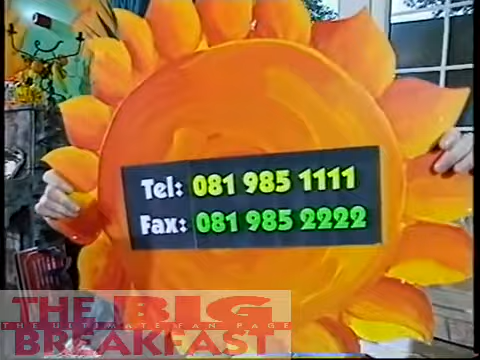 Tel: 081 985 1111
Fax: 081 985 2222
THE BIG
THE ULTIMATE FAN PAGE
BREAKFAST